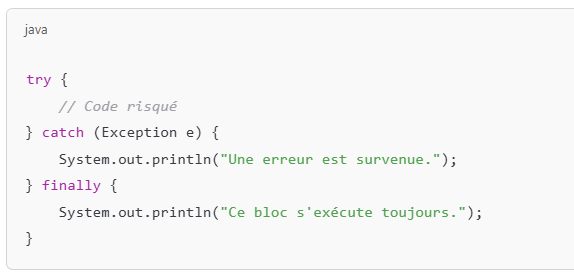 java
try {
    // Code risqué
} catch (Exception e) {
    System.out.println("Une erreur est survenue.");
} finally {
    System.out.println("Ce bloc s'exécute toujours.");
}